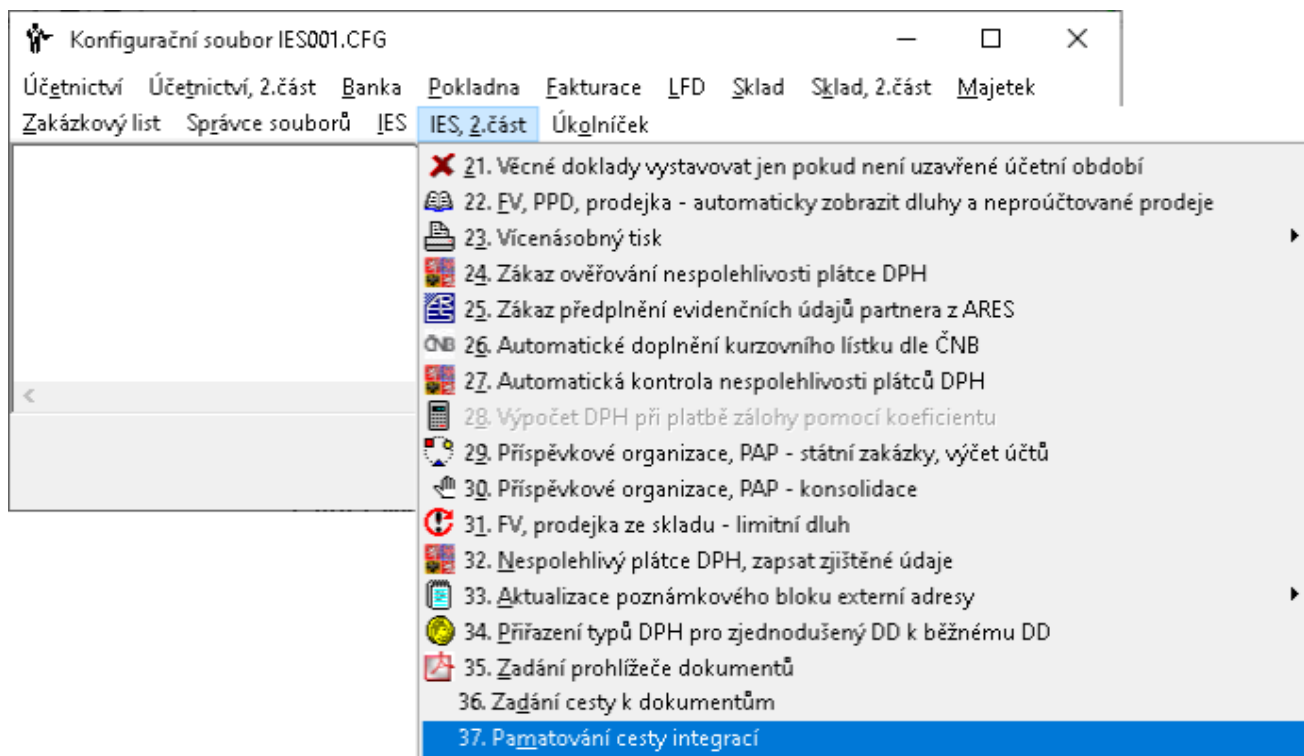 Konfigurační soubor IES001.CFG
Účetnictví Účetnictví, 2.část Banka Pokladna Fakturace LFD Sklad Sklad, 2.část Majetek
Zakázkový list Správce souborů IES IES, 2.část Úkolníček
21. Věcné doklady vystavovat jen pokud není uzavřené účetní období
22. FV, PPD, prodejka - automaticky zobrazit dluhy a neproúčtované prodeje
23. Vícenásobný tisk
24. Zákaz ověřování nespolehlivosti plátce DPH
25. Zákaz předplnění evidenčních údajů partnera z ARES
ČNB 26. Automatické doplnění kurzovního lístku dle ČNB
27. Automatická kontrola nespolehlivosti plátců DPH
28. Výpočet DPH při platbě zálohy pomocí koeficientu
29. Příspěvkové organizace, PAP - státní zakázky, výčet účtů
30. Příspěvkové organizace, PAP - konsolidace
31. FV, prodejka ze skladu - limitní dluh
32. Nespolehlivý plátce DPH, zapsat zjištěné údaje
33. Aktualizace poznámkového bloku externí adresy
34. Přiřazení typů DPH pro zjednodušený DD k běžnému DD
35. Zadání prohlížeče dokumentů
36. Zadání cesty k dokumentům
37. Pamatování cesty integrací